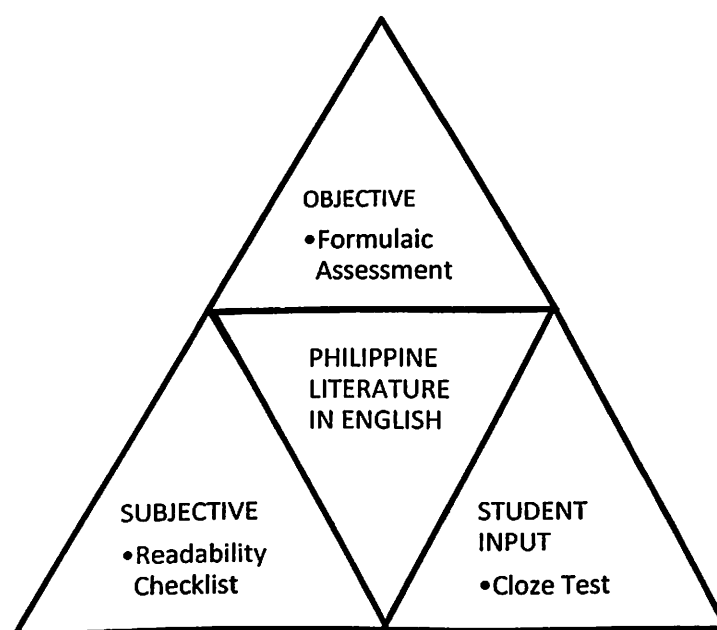 OBJECTIVE
•Formulaic
Assessment
PHILIPPINE
LITERATURE
IN ENGLISH
SUBJECTIVE
•Readability
Checklist
STUDENT
INPUT
•Cloze Test